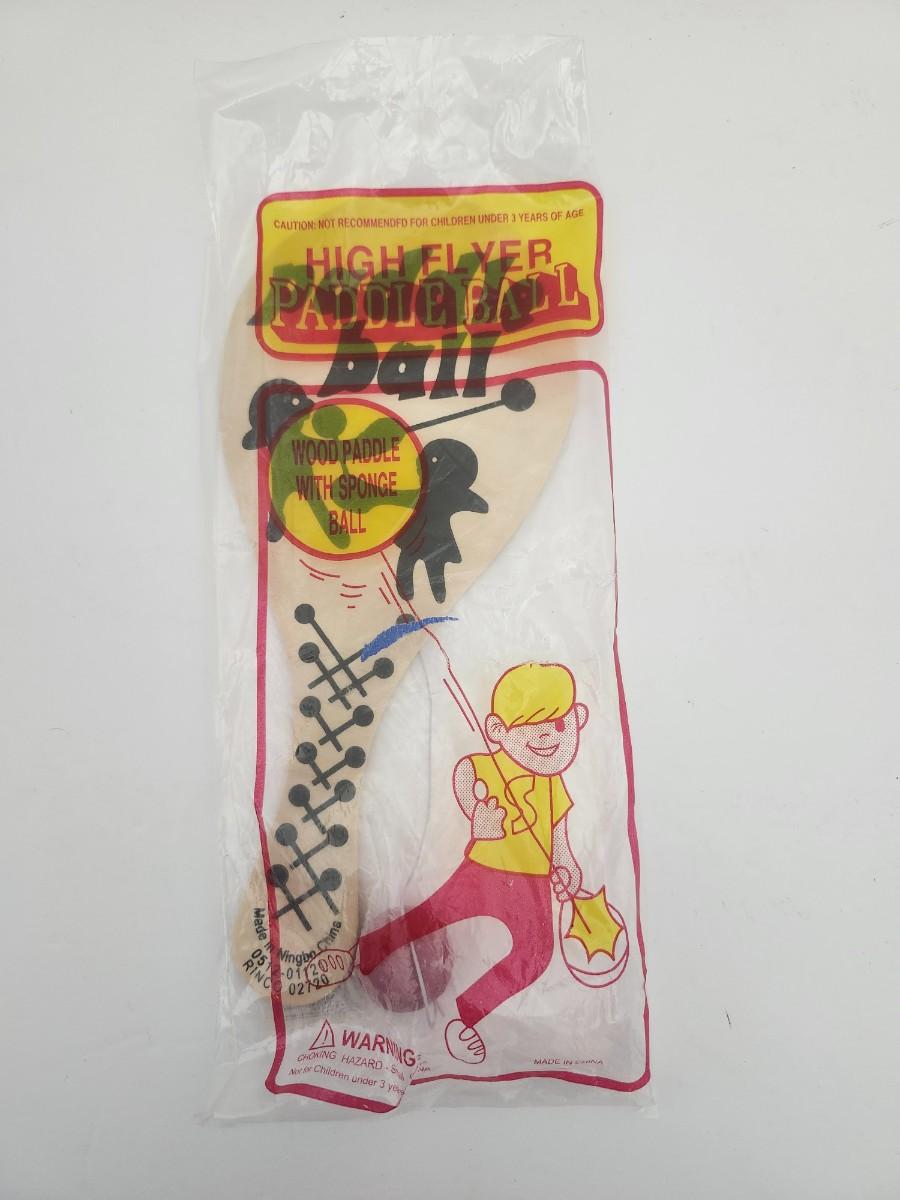 CAUTION: NOT RECOMMENDED FOR CHILDREN UNDER 3 YEARS OF AGE
HIGH FLYER
PADDLE BALL
paddle
ball
WOOD PADDLE
WITH SPONGE
BALL
S
Made in Ningbo China
RINCO 02720
WARNING:
CHOKING HAZARD - Small
Not for Children under 3 years
MADE IN CHINA